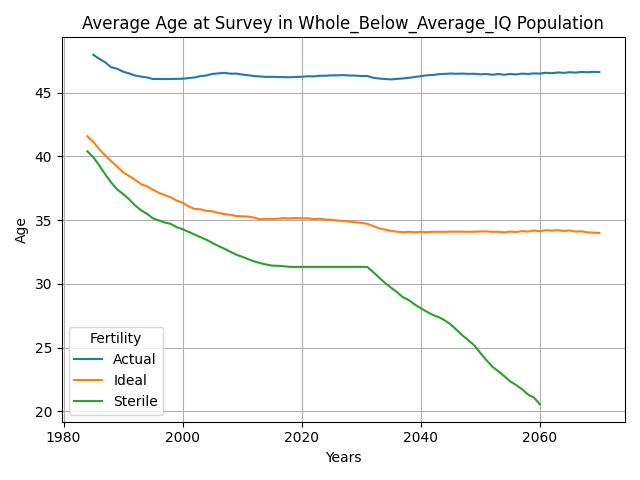 Average Age at Survey in Whole_Below_Average_IQ Population
Age
45
40
35
30
25
20
Fertility
Actual
Ideal
Sterile
1980
2000
2020
2040
2060
Years